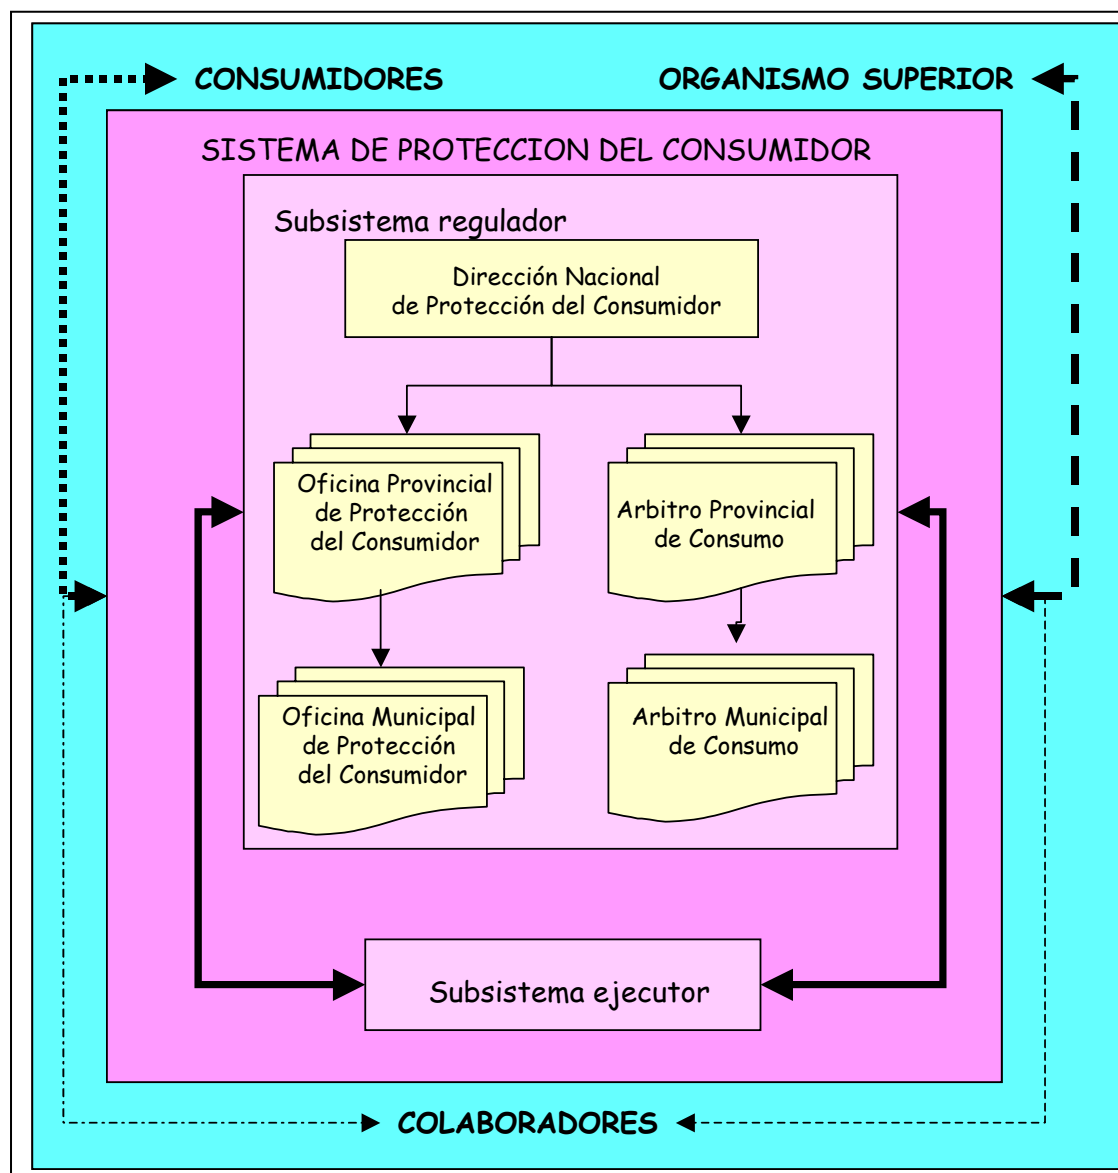 CONSUMIDORES
ORGANISMO SUPERIOR
SISTEMA DE PROTECCION DEL CONSUMIDOR
Subsistema regulador
Dirección Nacional
de Protección del Consumidor
Oficina Provincial
de Protección
del Consumidor
Arbitro Provincial
de Consumo
Oficina Municipal
de Protección
del Consumidor
Arbitro Municipal
de Consumo
Subsistema ejecutor
COLABORADORES